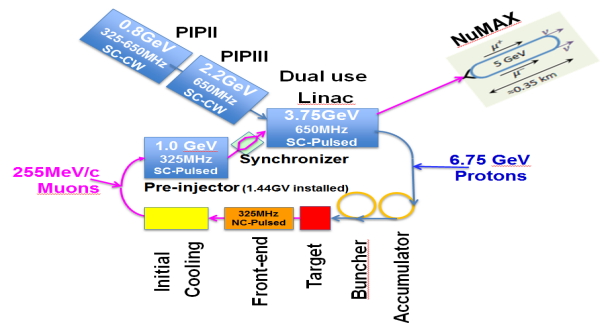 PIPII
0.8GeV
325-650MHz
SC-CW
PIPIII
2.2GeV
650MHz
SC-CW
NuMAX
μ+
5 GeV
μ-
ν
ν
≈0.35 km
Dual use
Linac
3.75GeV
650MHz
SC-Pulsed
1.0 GeV
325MHz
SC-Pulsed
Synchronizer
255MeV/c
Muons
Pre-injector (1.44GV installed)
6.75 GeV
Protons
325MHz
NC-Pulsed
Initial
Cooling
Front-end
Target
Buncher
Accumulator